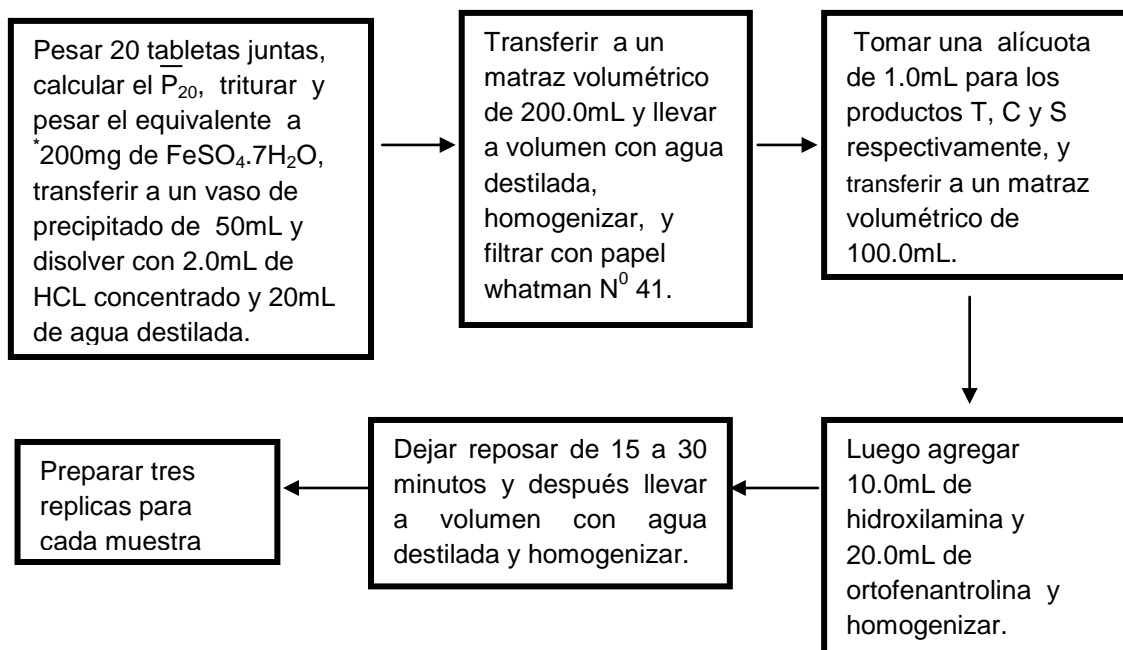 Pesar 20 tabletas juntas,
calcular el P̅₂₀, triturar y
pesar el equivalente a
*200mg de FeSO₄.7H₂O,
transferir a un vaso de
precipitado de 50mL y
disolver con 2.0mL de
HCL concentrado y 20mL
de agua destilada.
Transferir a un
matraz volumétrico
de 200.0mL y llevar
a volumen con agua
destilada,
homogenizar, y
filtrar con papel
whatman N⁰ 41.
Tomar una alícuota
de 1.0mL para los
productos T, C y S
respectivamente, y
transferir a un matraz
volumétrico de
100.0mL.
Luego agregar
10.0mL de
hidroxilamina y
20.0mL de
ortofenantrolina y
homogenizar.
Dejar reposar de 15 a 30
minutos y después llevar
a volumen con agua
destilada y homogenizar.
Preparar tres
replicas para
cada muestra